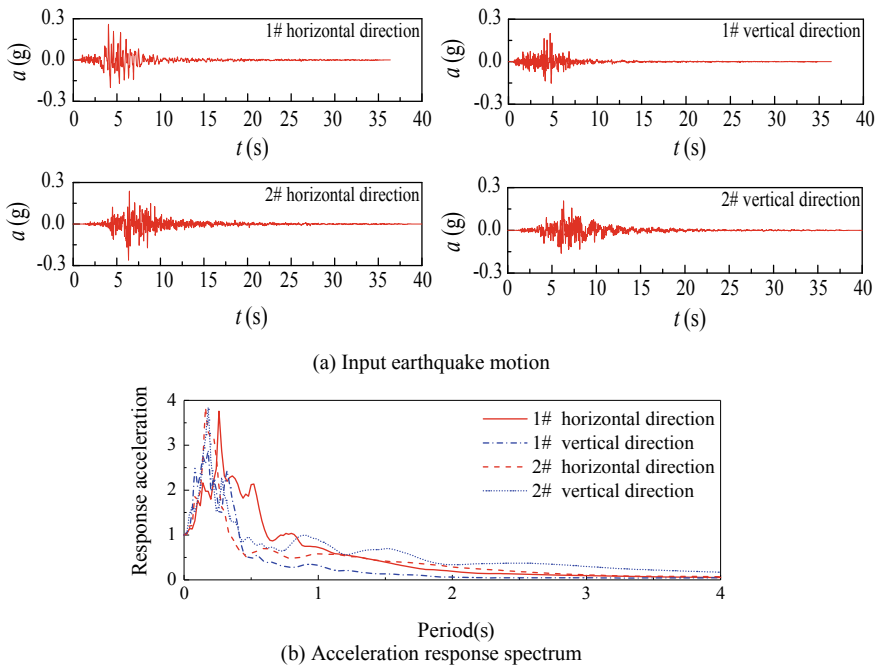 1# horizontal direction
a (g)
0.3
0.0
-0.3
0 5 10 15 20 25 30 35 40
t (s)
1# vertical direction
a (g)
0.3
0.0
-0.3
0 5 10 15 20 25 30 35 40
t (s)
2# horizontal direction
a (g)
0.3
0.0
-0.3
0 5 10 15 20 25 30 35 40
t (s)
2# vertical direction
a (g)
0.3
0.0
-0.3
0 5 10 15 20 25 30 35 40
t (s)
(a) Input earthquake motion
Response acceleration
4
3
2
1
0
1# horizontal direction
1# vertical direction
2# horizontal direction
2# vertical direction
0 1 2 3 4
Period(s)
(b) Acceleration response spectrum